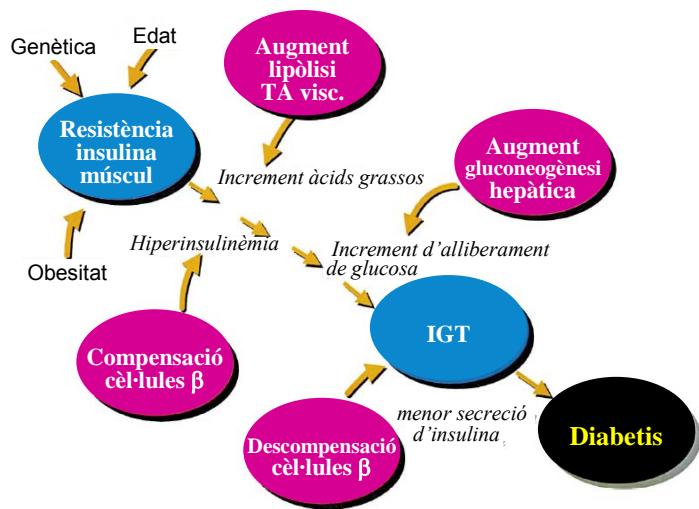 Genètica
Edat
Augment
lipòlisi
TA visc.
Resistència
insulina
múscul
Augment
gluconeogènesi
hepàtica
Increment àcids grassos
Hiperinsulinèmia
Increment d’alliberament
de glucosa
Obesitat
IGT
Compensació
cèl·lules β
menor secreció
d’insulina
Descompensació
cèl·lules β
Diabetis